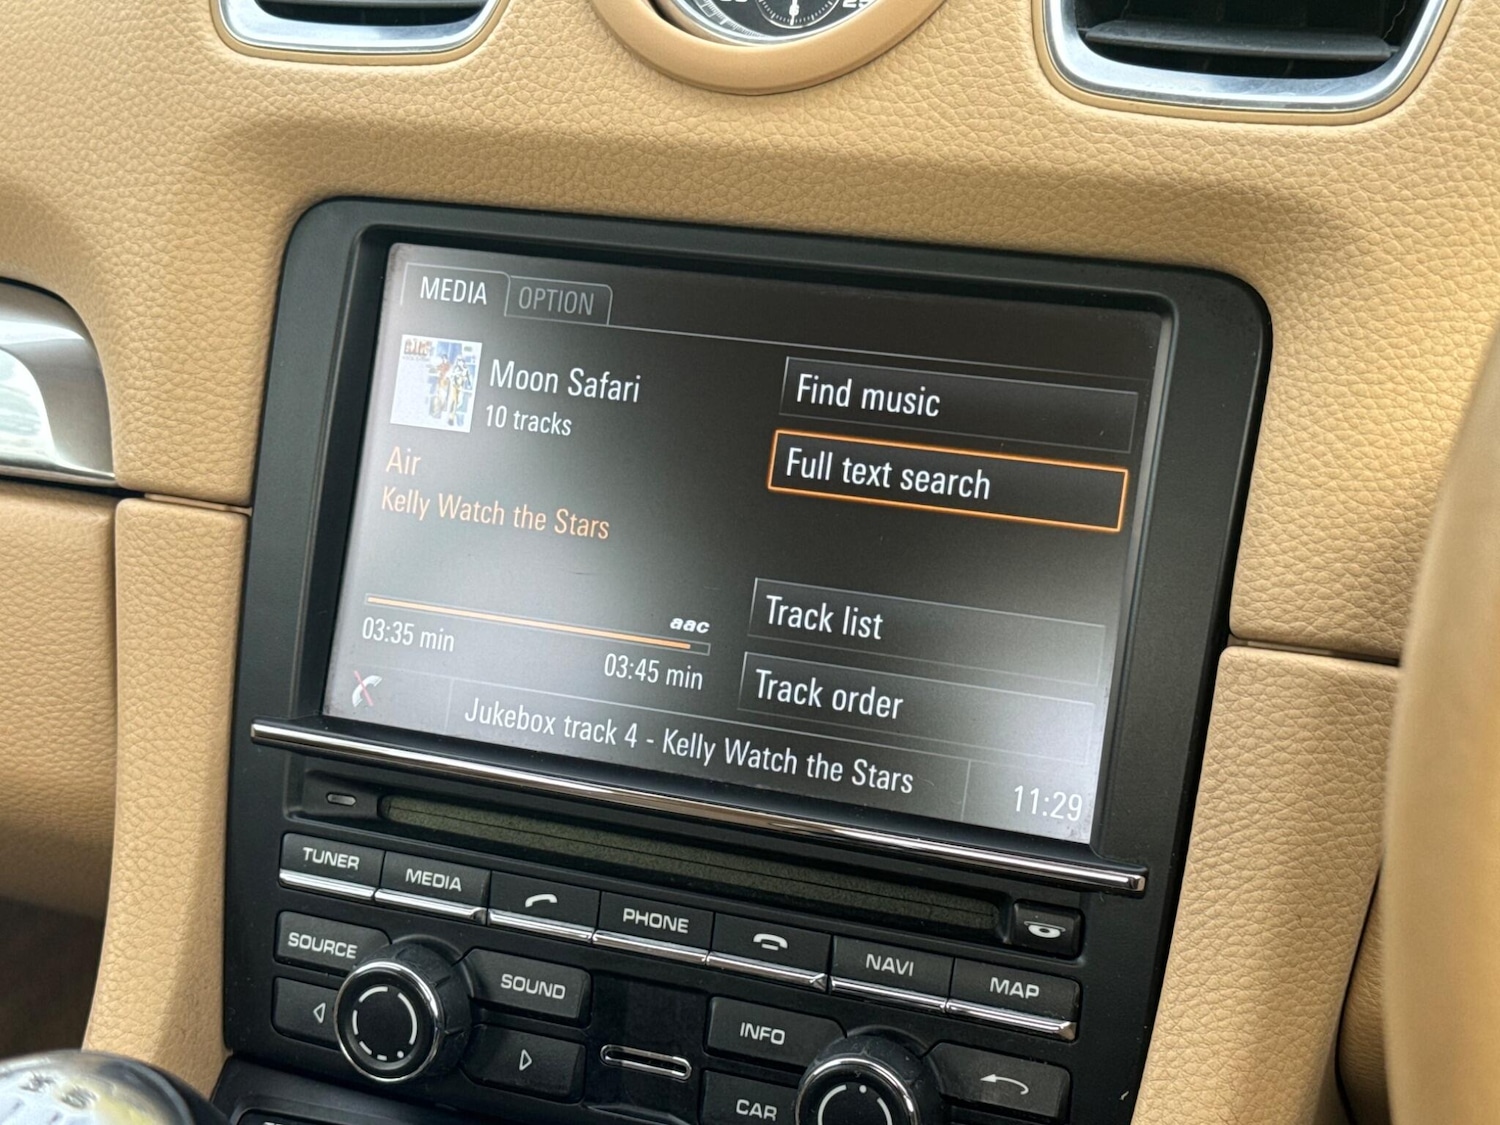 25
MEDIA OPTION
Moon Safari
10 tracks
Air
Kelly Watch the Stars
aac
03:35 min
03:45 min
Find music
Full text search
Track list
Track order
Jukebox track 4 - Kelly Watch the Stars
11:29
TUNER MEDIA PHONE NAVI MAP
SOURCE SOUND
INFO
CAR